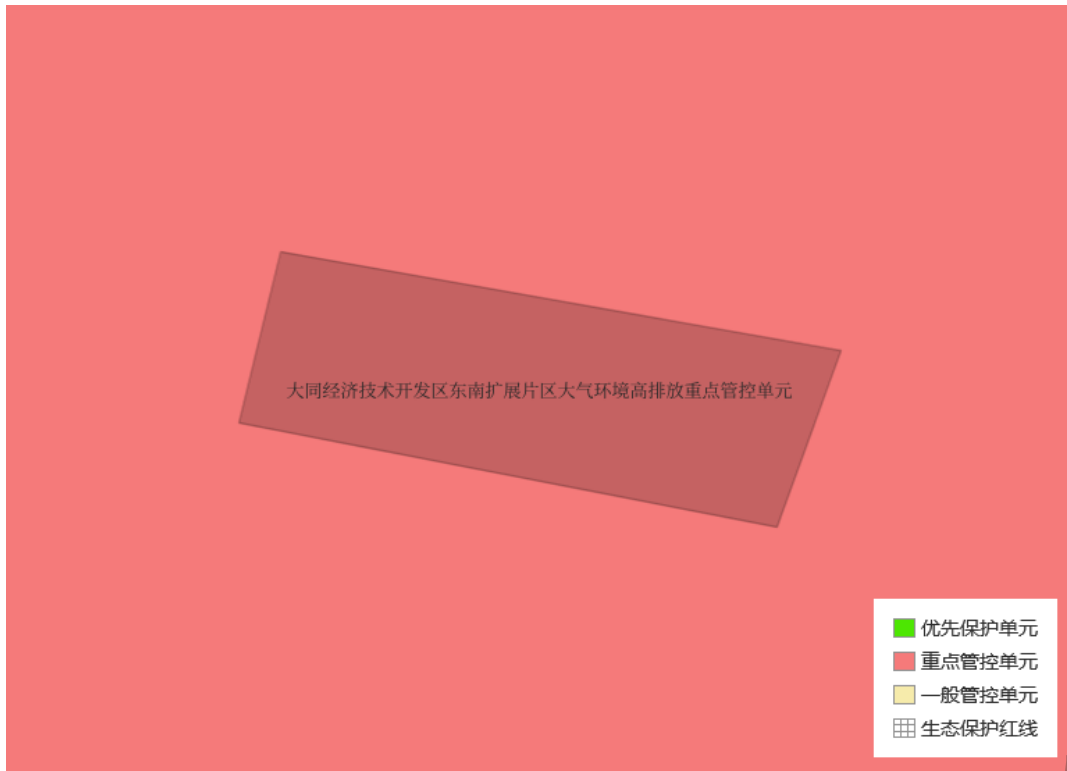 大同经济技术开发区东南扩展片区大气环境高排放重点管控单元
优先保护单元
重点管控单元
一般管控单元
生态保护红线